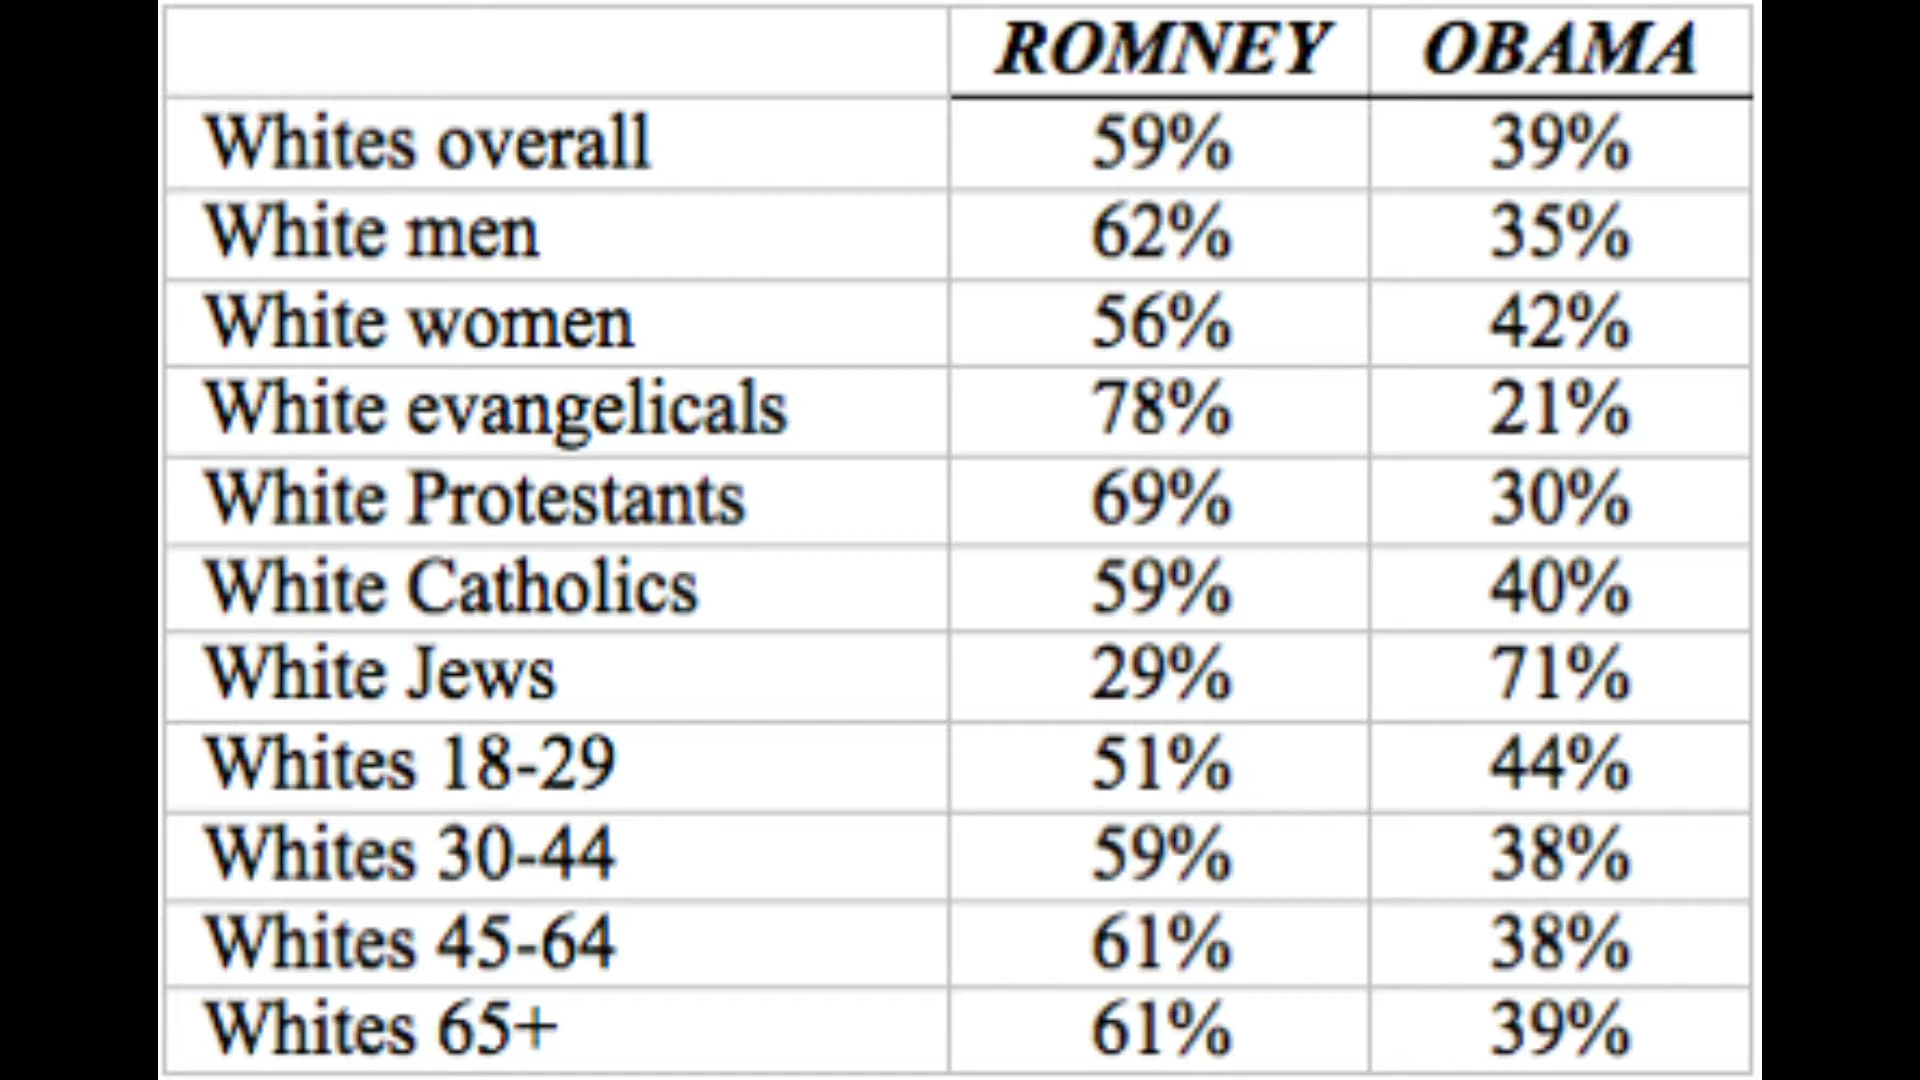 ROMNEY OBAMA
Whites overall 59% 39%
White men 62% 35%
White women 56% 42%
White evangelicals 78% 21%
White Protestants 69% 30%
White Catholics 59% 40%
White Jews 29% 71%
Whites 18-29 51% 44%
Whites 30-44 59% 38%
Whites 45-64 61% 38%
Whites 65+ 61% 39%